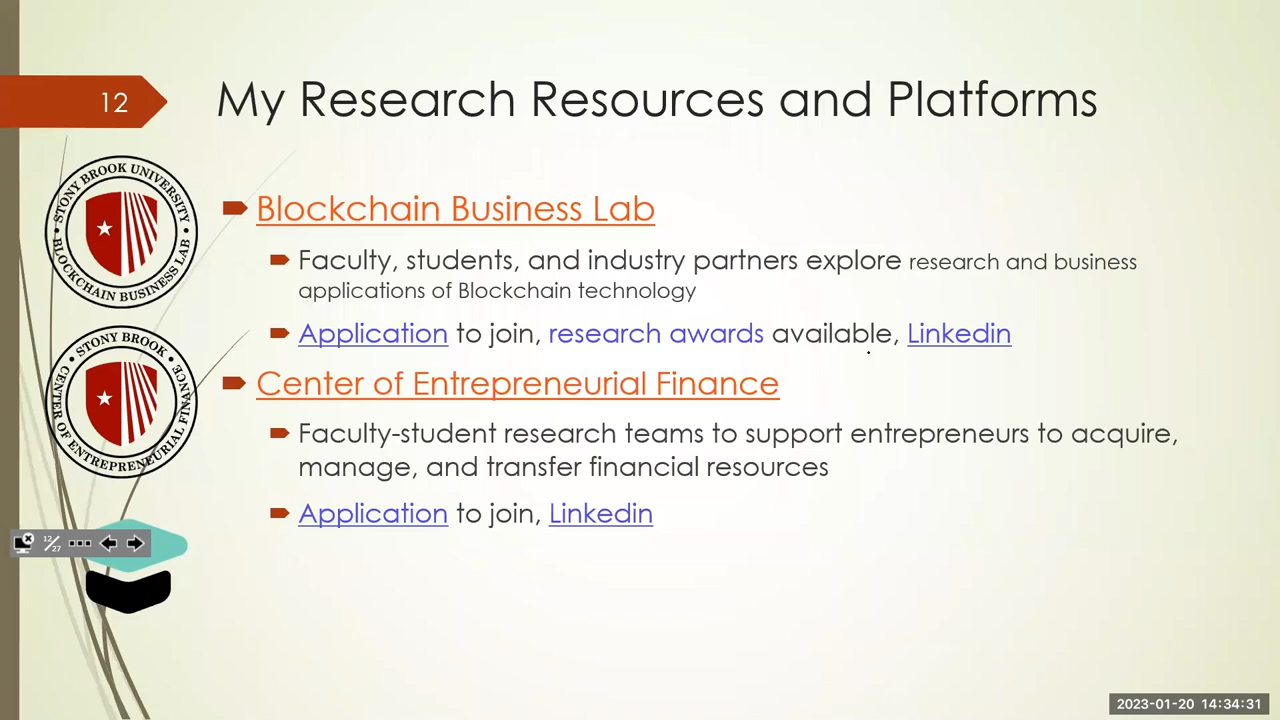 12
My Research Resources and Platforms
STONY BROOK UNIVERSITY
BLOCKCHAIN BUSINESS LAB
Blockchain Business Lab
Faculty, students, and industry partners explore research and business
applications of Blockchain technology
Application to join, research awards available, Linkedin
STONY BROOK
CENTER OF ENTREPRENEURIAL FINANCE
Center of Entrepreneurial Finance
Faculty-student research teams to support entrepreneurs to acquire,
manage, and transfer financial resources
Application to join, Linkedin
12/27
2023-01-20 14:34:31